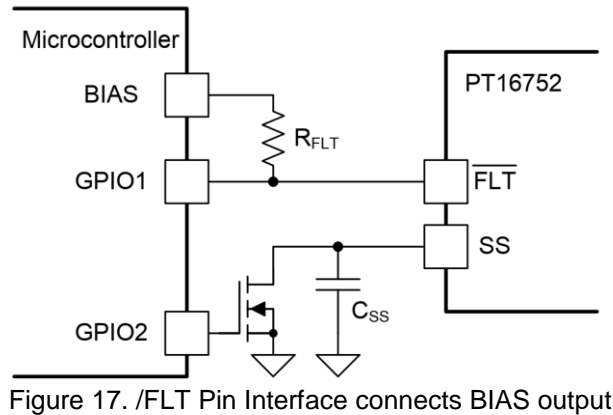 Microcontroller
BIAS
PT16752
R_FLT
GPIO1
FLT
SS
C_SS
GPIO2
Figure 17. /FLT Pin Interface connects BIAS output